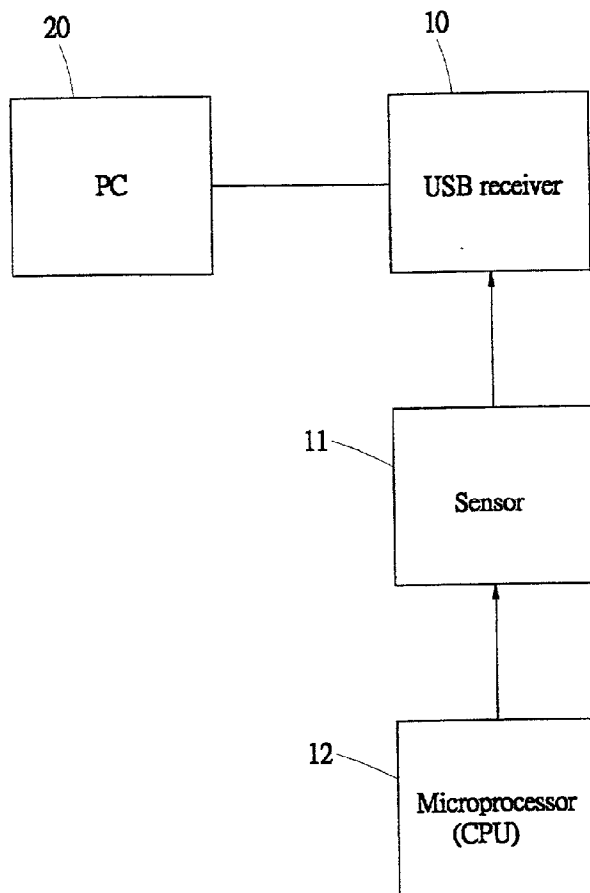 20
10
PC
USB receiver
11
Sensor
12
Microprocessor
(CPU)